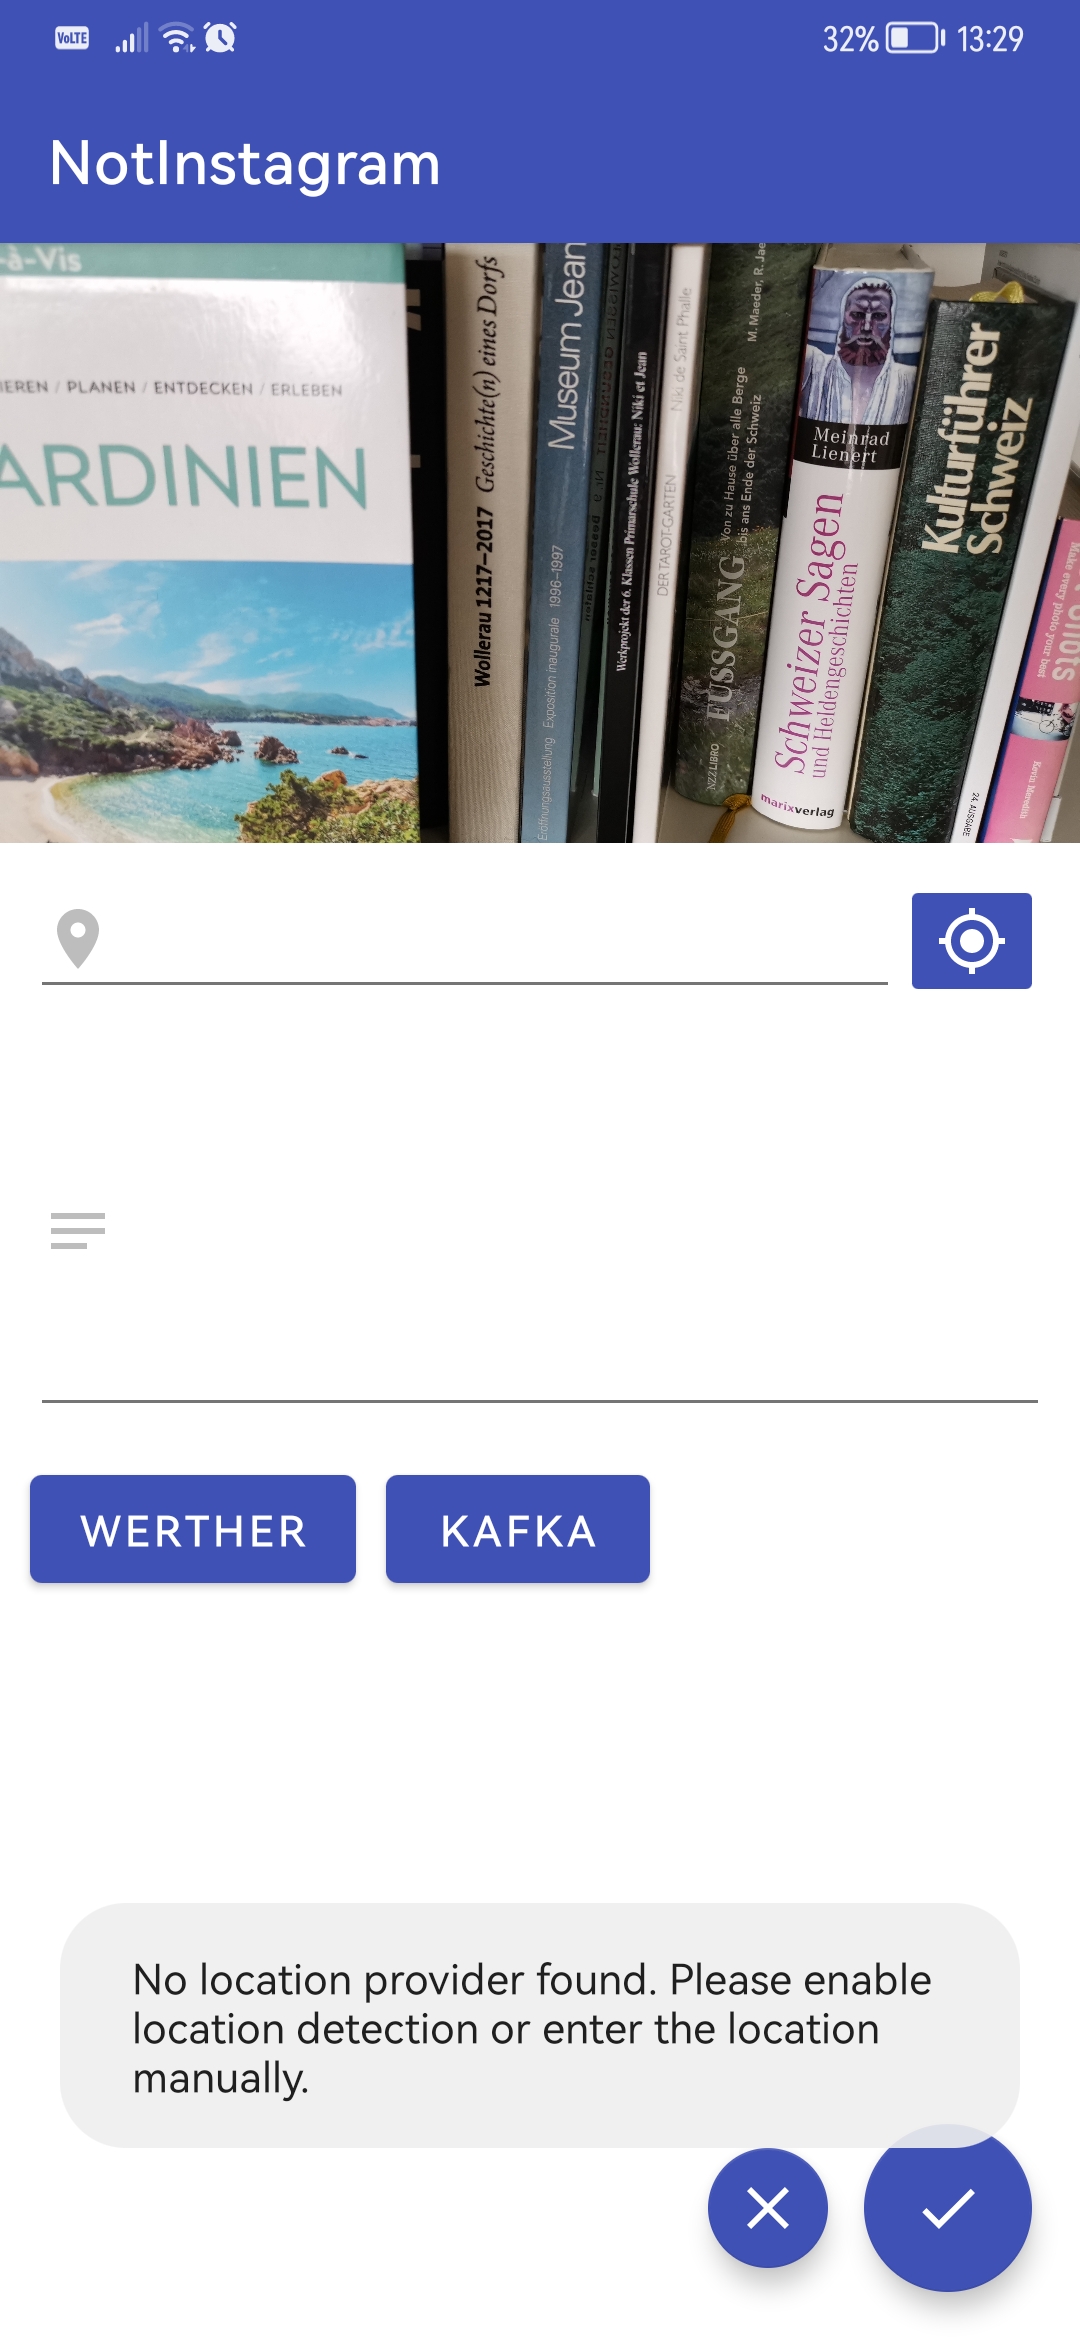 VoLTE 32% 13:29
NotInstagram
-à-Vis
IEREN / PLANEN / ENTDECKEN / ERLEBEN
ARDINIEN
Wollerau 1217–2017 Geschichte(n) eines Dorfs
Museum Jean
Eröffnungsausstellung Exposition inaugurale 1996–1997
Werkprojekt der 6. Klassen Primarschule Wollerau: Niki et Jean
DER TAROT-GARTEN Niki de Saint Phalle
NZZ LIBRO
FUSSGANG
Von zu Hause über alle Berge
bis ans Ende der Schweiz
M. Maeder, R. Jae
Meinrad
Lienert
Schweizer Sagen
und Heldengeschichten
marixverlag
Kulturführer
Schweiz
24. AUSGABE
Make every photo your best
Kevin Meredith
WERTHER
KAFKA
No location provider found. Please enable
location detection or enter the location
manually.